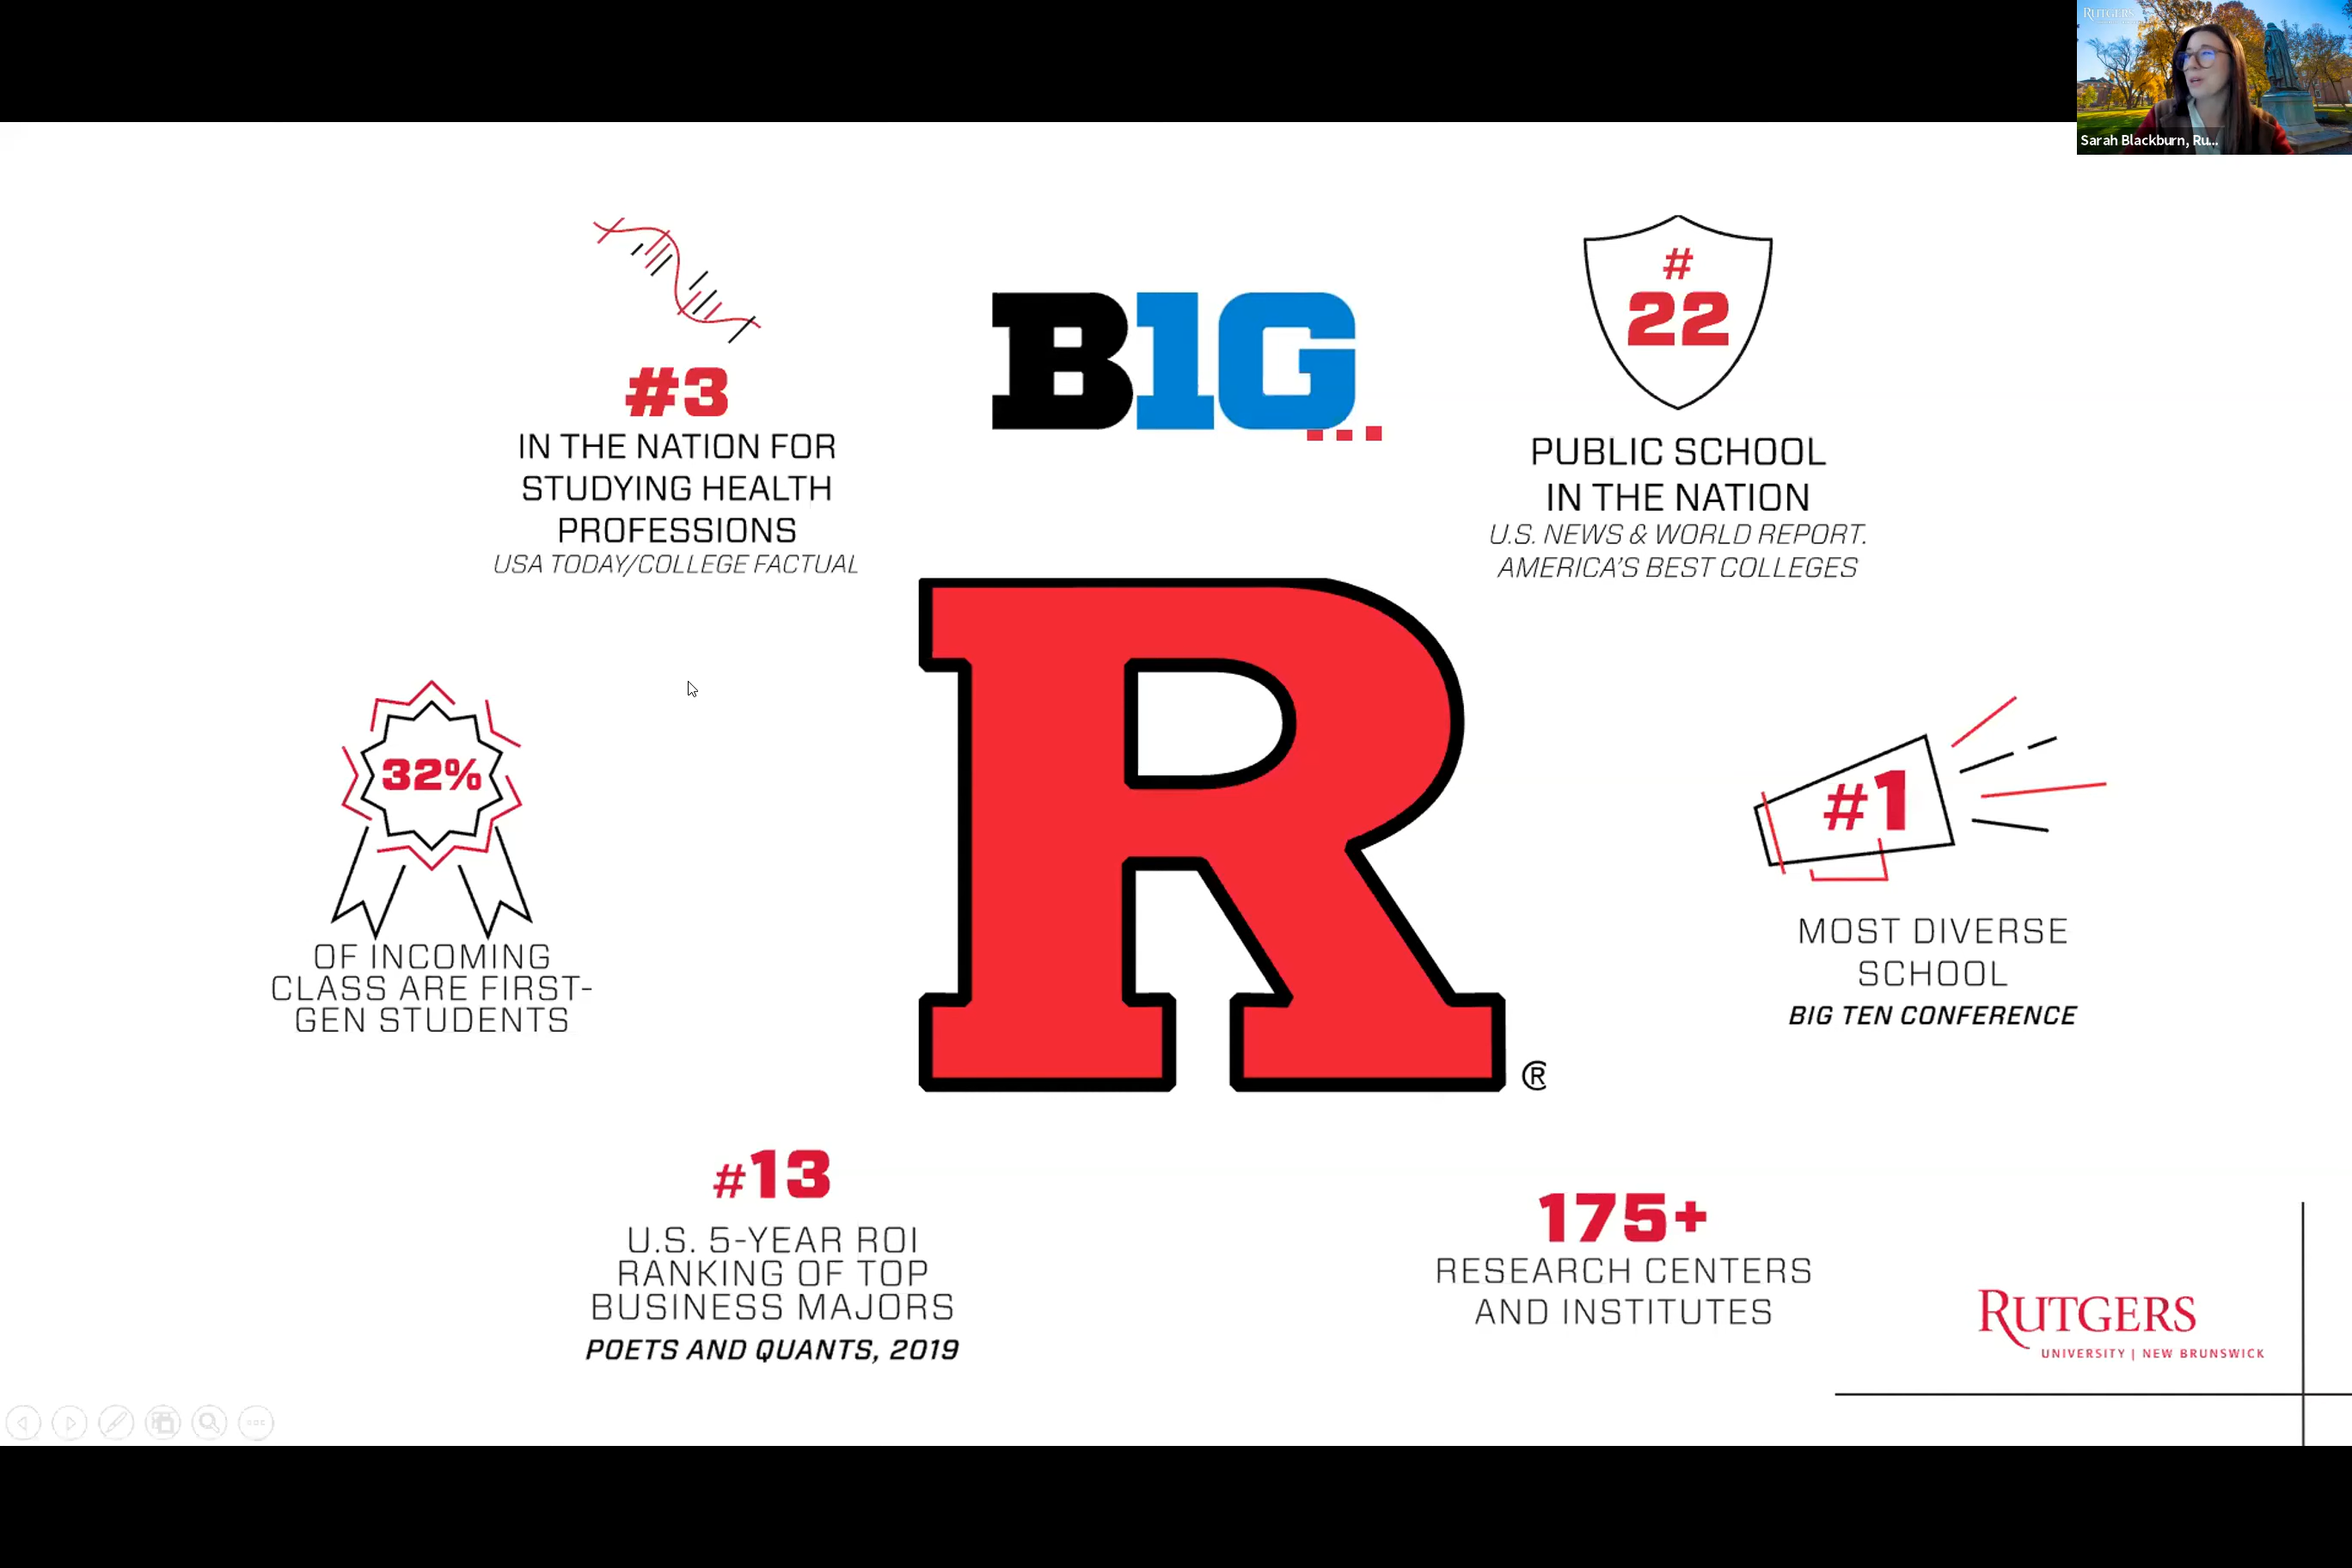 RUTGERS
Sarah Blackburn, Ru...
#3
IN THE NATION FOR
STUDYING HEALTH
PROFESSIONS
USA TODAY/COLLEGE FACTUAL
B1G
#
22
PUBLIC SCHOOL
IN THE NATION
U.S. NEWS & WORLD REPORT.
AMERICA'S BEST COLLEGES
32%
OF INCOMING
CLASS ARE FIRST-
GEN STUDENTS
R
®
#1
MOST DIVERSE
SCHOOL
BIG TEN CONFERENCE
#13
U.S. 5-YEAR ROI
RANKING OF TOP
BUSINESS MAJORS
POETS AND QUANTS, 2019
175+
RESEARCH CENTERS
AND INSTITUTES
RUTGERS
UNIVERSITY | NEW BRUNSWICK